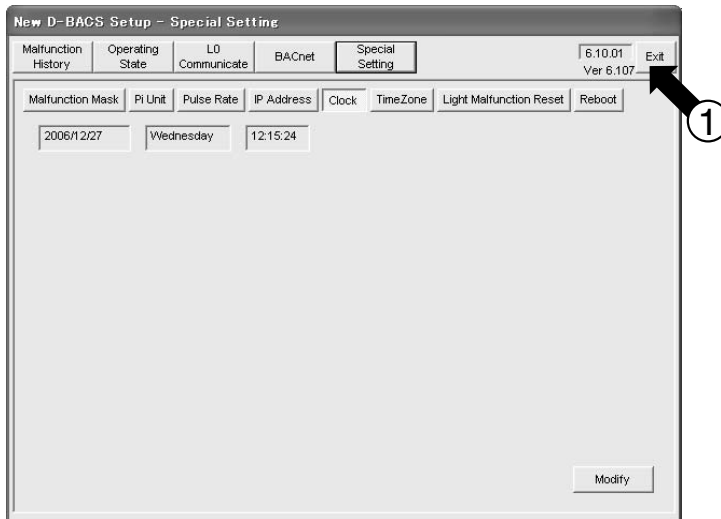 New D-BACS Setup - Special Setting
Malfunction History
Operating State
L0 Communicate
BACnet
Special Setting
6.10.01
Ver 6.107
Exit
①
Malfunction Mask
Pi Unit
Pulse Rate
IP Address
Clock
TimeZone
Light Malfunction Reset
Reboot
2006/12/27
Wednesday
12:15:24
Modify